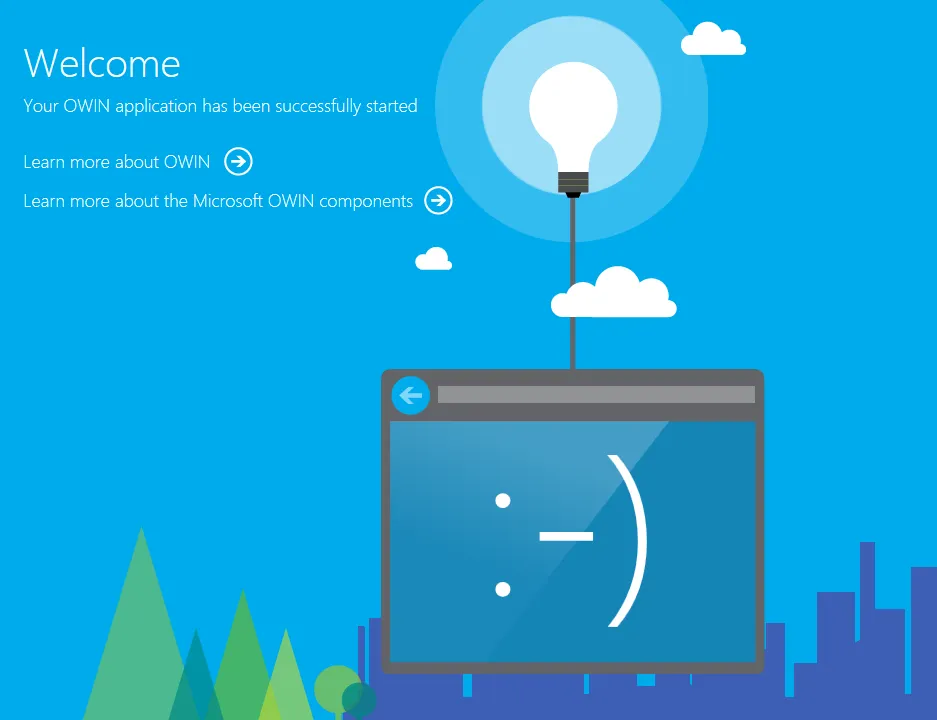 Welcome
Your OWIN application has been successfully started
Learn more about OWIN
Learn more about the Microsoft OWIN components
:-)